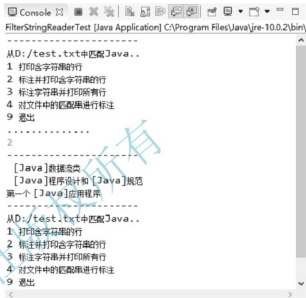 Console
FilterStringReaderTest [Java Application] C:\Program Files\Java\jre-10.0.2\bin\
------------------------
从D:/test.txt中匹配Java..
1 打印含字符串的行
2 标注并打印含字符串的行
3 标注字符串并打印所有行
4 对文件中的匹配串进行标注
9 退出
..............
2
------------------------
[Java]数据流类
[Java]程序设计和[Java]规范
第一个[Java]应用程序
------------------------
从D:/test.txt中匹配Java..
1 打印含字符串的行
2 标注并打印含字符串的行
3 标注字符串并打印所有行
4 对文件中的匹配串进行标注
9 退出
版权所有